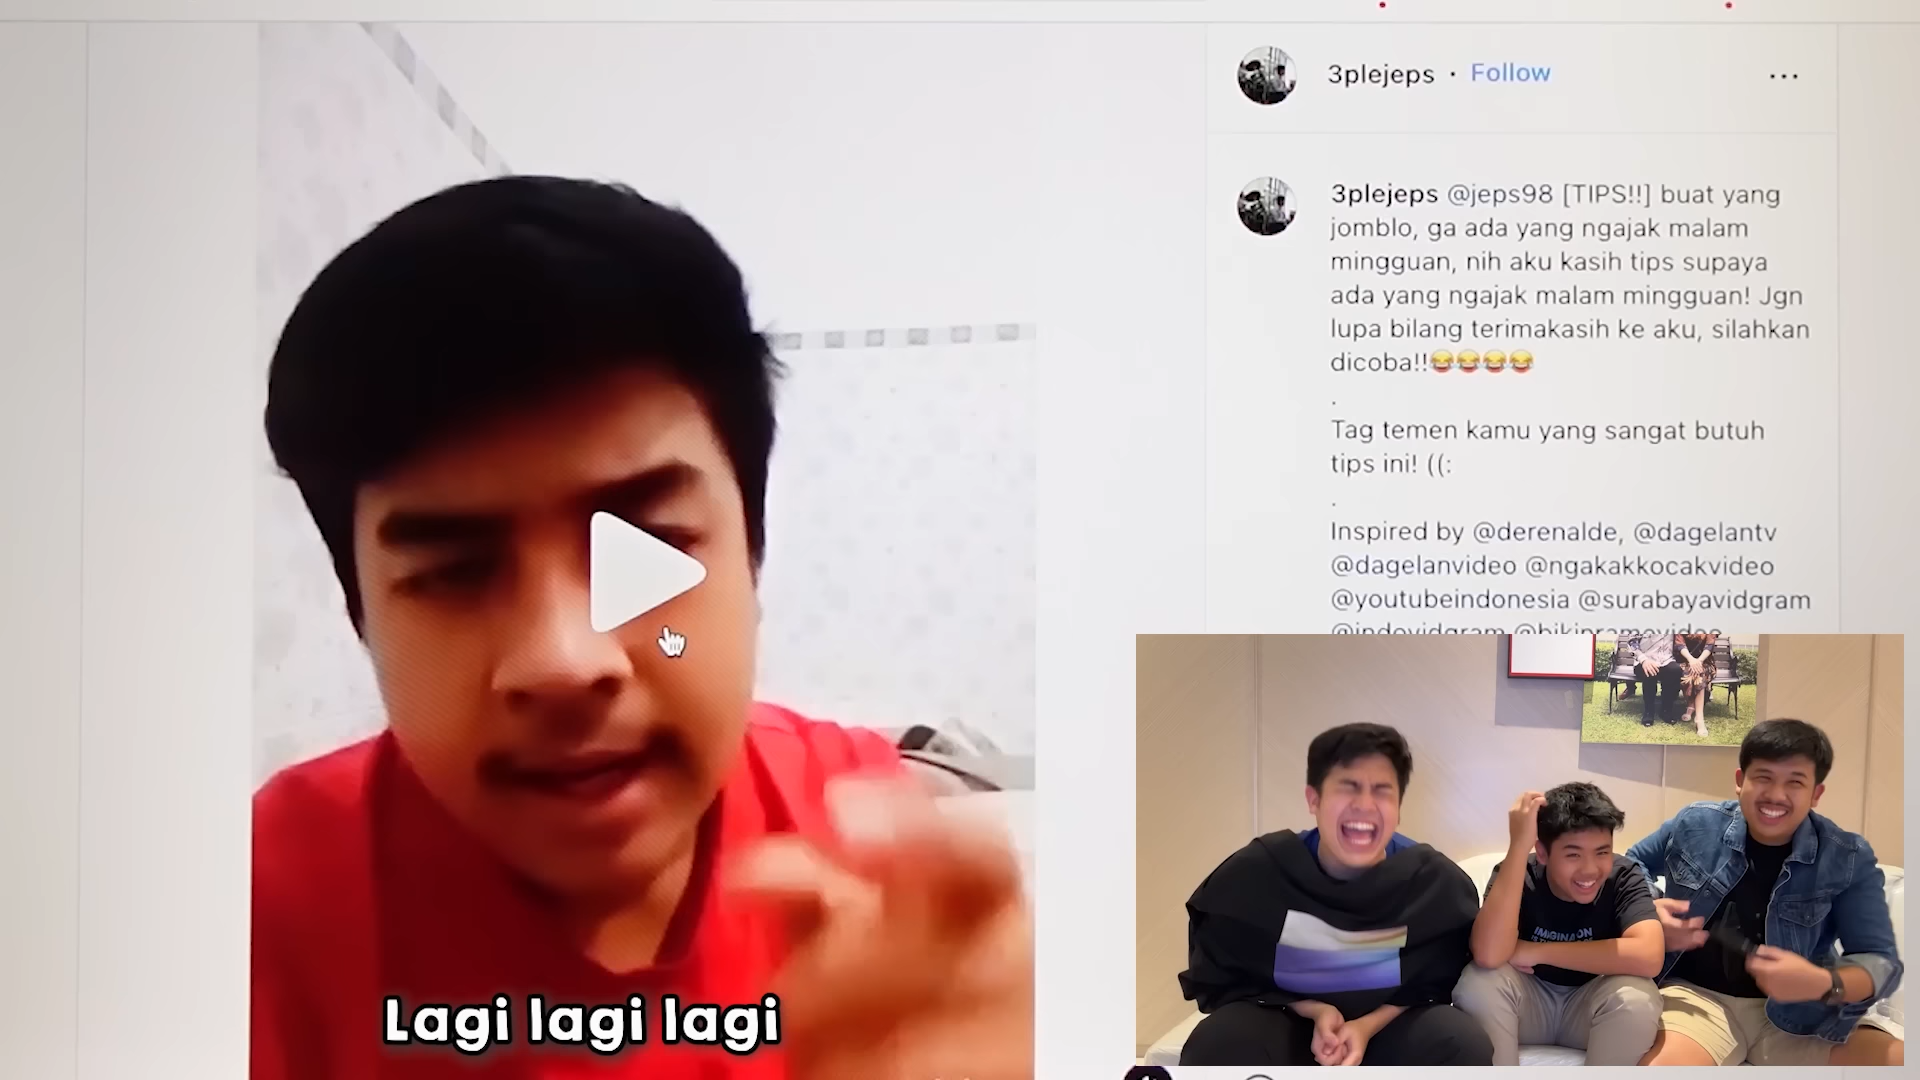 3plejeps • Follow
3plejeps @jeps98 [TIPS!!] buat yang
jomblo, ga ada yang ngajak malam
mingguan, nih aku kasih tips supaya
ada yang ngajak malam mingguan! Jgn
lupa bilang terimakasih ke aku, silahkan
dicoba!!😂😂😂😂
.
Tag temen kamu yang sangat butuh
tips ini! ((:
.
Inspired by @derenalde, @dagelantv
@dagelanvideo @ngakakkocakvideo
@youtubeindonesia @surabayavidgram
@indovidgram @bikipramovideo
Lagi lagi lagi